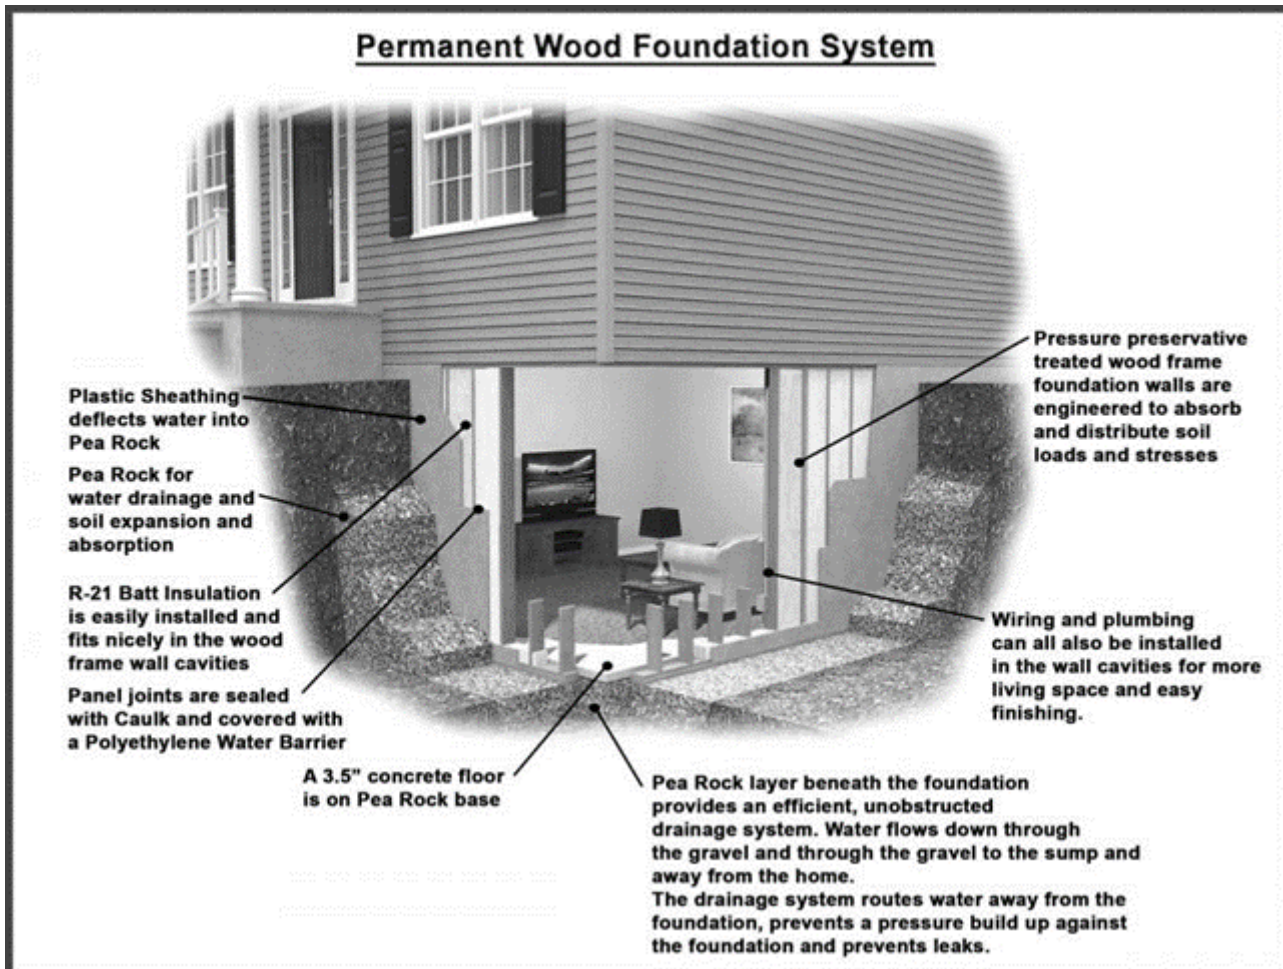 Permanent Wood Foundation System
Plastic Sheathing
deflects water into
Pea Rock
Pea Rock for
water drainage and
soil expansion and
absorption
R-21 Batt Insulation
is easily installed and
fits nicely in the wood
frame wall cavities
Panel joints are sealed
with Caulk and covered with
a Polyethylene Water Barrier
A 3.5" concrete floor
is on Pea Rock base
Pressure preservative
treated wood frame
foundation walls are
engineered to absorb
and distribute soil
loads and stresses
Wiring and plumbing
can all also be installed
in the wall cavities for more
living space and easy
finishing.
Pea Rock layer beneath the foundation
provides an efficient, unobstructed
drainage system. Water flows down through
the gravel and through the gravel to the sump and
away from the home.
The drainage system routes water away from the
foundation, prevents a pressure build up against
the foundation and prevents leaks.